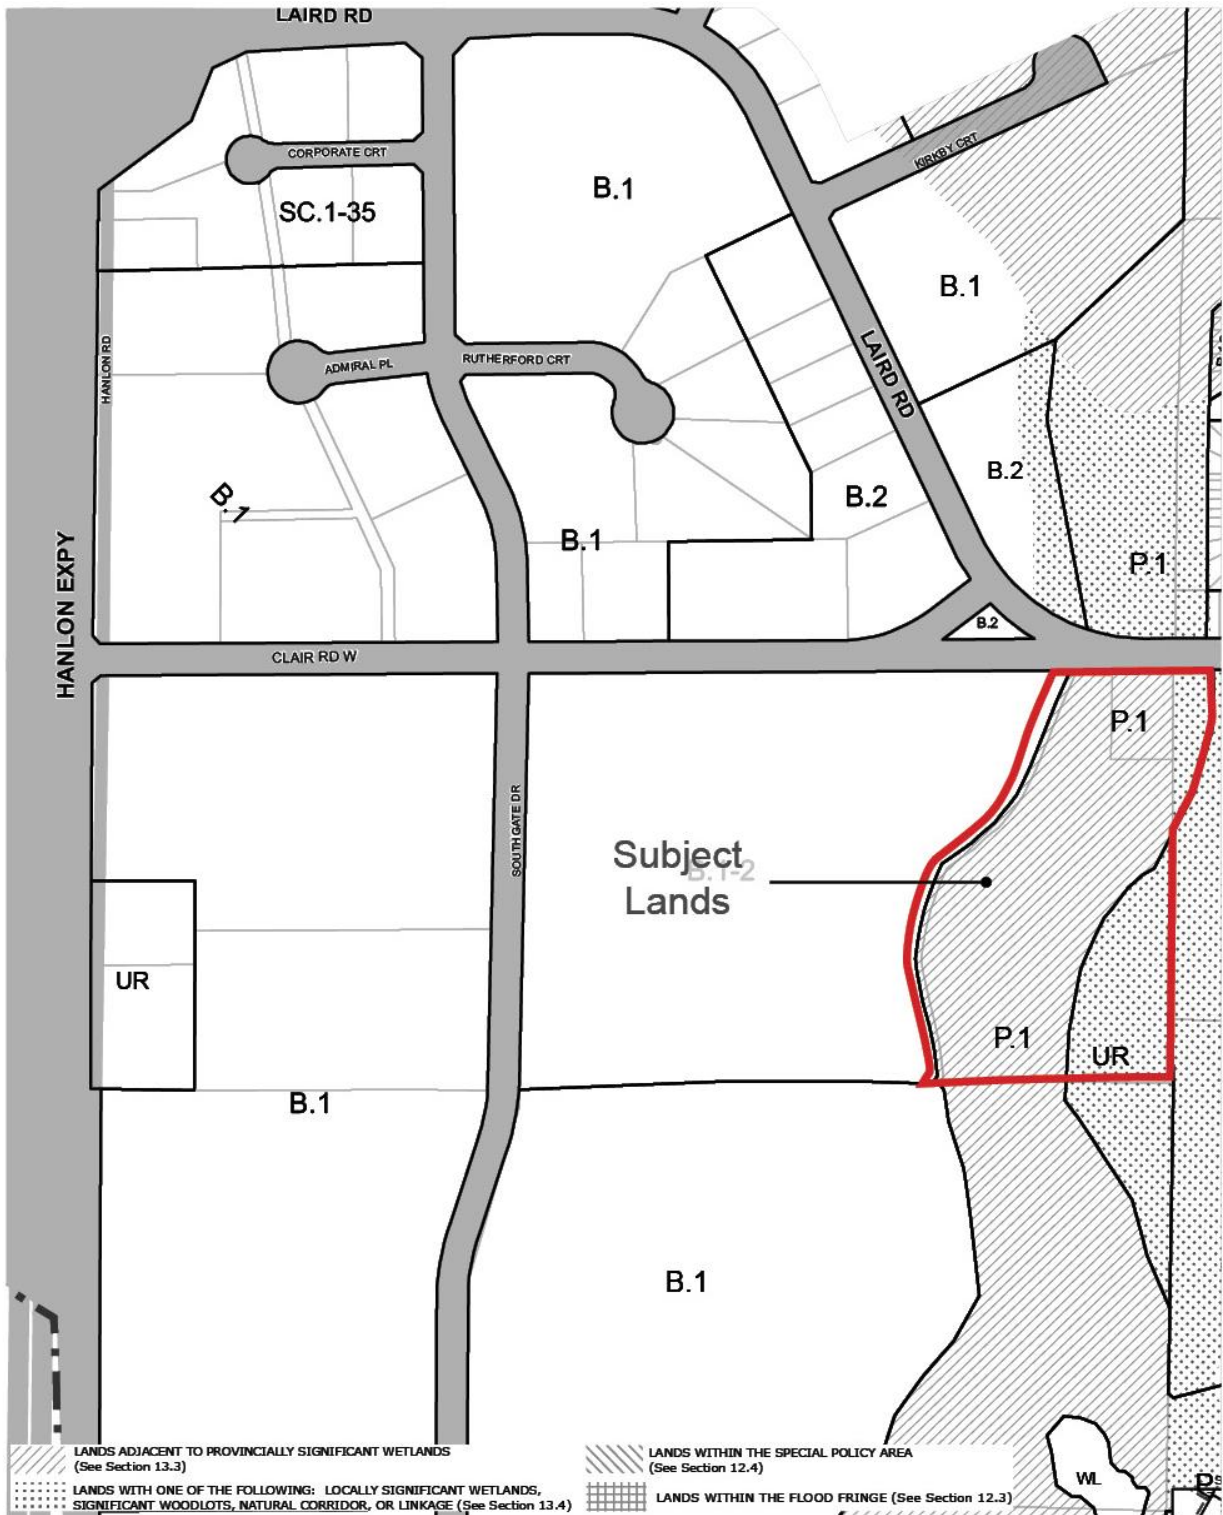 LAIRD RD
CORPORATE CRT
KIRKBY CRT
SC.1-35
B.1
B.1
HANLON RD
ADMIRAL PL
RUTHERFORD CRT
LAIRD RD
B.2
B.2
B.1
B.1
P.1
HANLON EXPY
B.2
CLAIR RD W
P.1
SOUTHGATE DR
Subject
B.1-2
Lands
UR
P.1
UR
B.1
B.1
LANDS ADJACENT TO PROVINCIALLY SIGNIFICANT WETLANDS
(See Section 13.3)
LANDS WITH ONE OF THE FOLLOWING: LOCALLY SIGNIFICANT WETLANDS,
SIGNIFICANT WOODLOTS, NATURAL CORRIDOR, OR LINKAGE (See Section 13.4)
LANDS WITHIN THE SPECIAL POLICY AREA
(See Section 12.4)
LANDS WITHIN THE FLOOD FRINGE (See Section 12.3)
WL